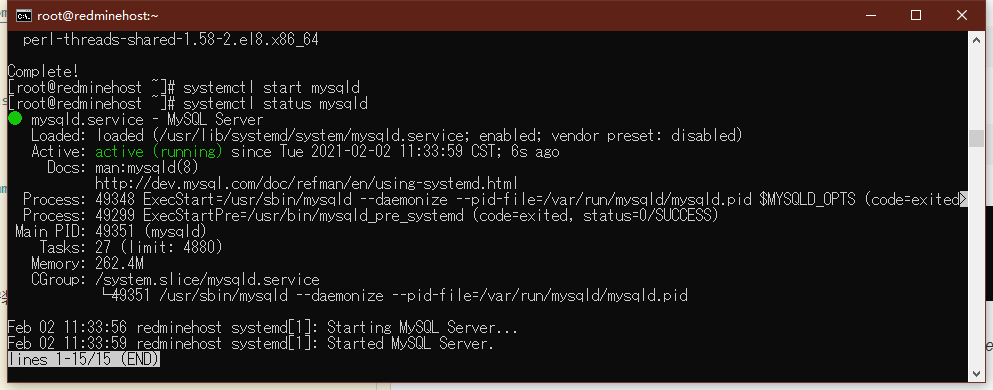 root@redminehost:~
perl-threads-shared-1.58-2.el8.x86_64
Complete!
[root@redminehost ~]# systemctl start mysqld
[root@redminehost ~]# systemctl status mysqld
● mysqld.service - MySQL Server
Loaded: loaded (/usr/lib/systemd/system/mysqld.service; enabled; vendor preset: disabled)
Active: active (running) since Tue 2021-02-02 11:33:59 CST; 6s ago
Docs: man:mysqld(8)
http://dev.mysql.com/doc/refman/en/using-systemd.html
Process: 49348 ExecStart=/usr/sbin/mysqld --daemonize --pid-file=/var/run/mysqld/mysqld.pid $MYSQLD_OPTS (code=exited>
Process: 49299 ExecStartPre=/usr/bin/mysqld_pre_systemd (code=exited, status=0/SUCCESS)
Main PID: 49351 (mysqld)
Tasks: 27 (limit: 4880)
Memory: 262.4M
CGroup: /system.slice/mysqld.service
└─49351 /usr/sbin/mysqld --daemonize --pid-file=/var/run/mysqld/mysqld.pid
Feb 02 11:33:56 redminehost systemd[1]: Starting MySQL Server...
Feb 02 11:33:59 redminehost systemd[1]: Started MySQL Server.
lines 1-15/15 (END)